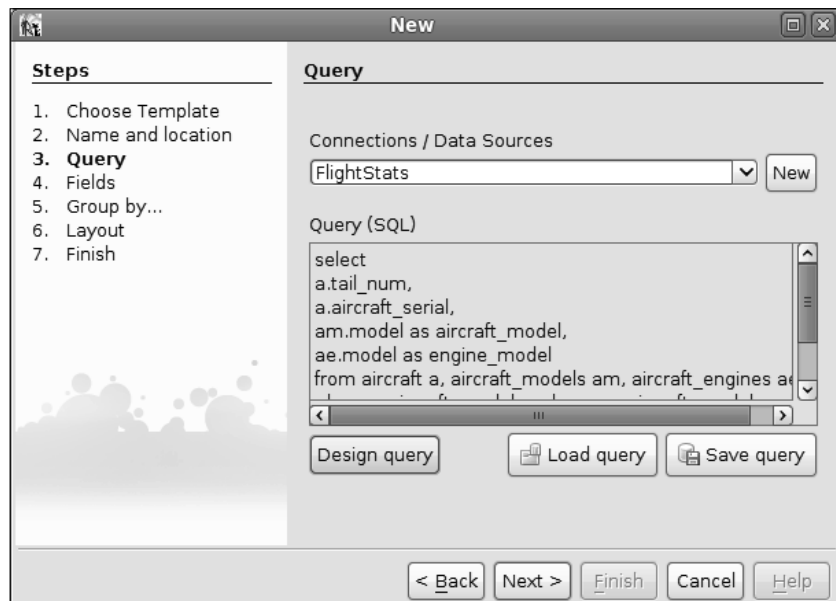 New
Steps
1. Choose Template
2. Name and location
3. Query
4. Fields
5. Group by...
6. Layout
7. Finish
Query
Connections / Data Sources
FlightStats
New
Query (SQL)
select
a.tail_num,
a.aircraft_serial,
am.model as aircraft_model,
ae.model as engine_model
from aircraft a, aircraft_models am, aircraft_engines ae
Design query
Load query
Save query
< Back
Next >
Finish
Cancel
Help